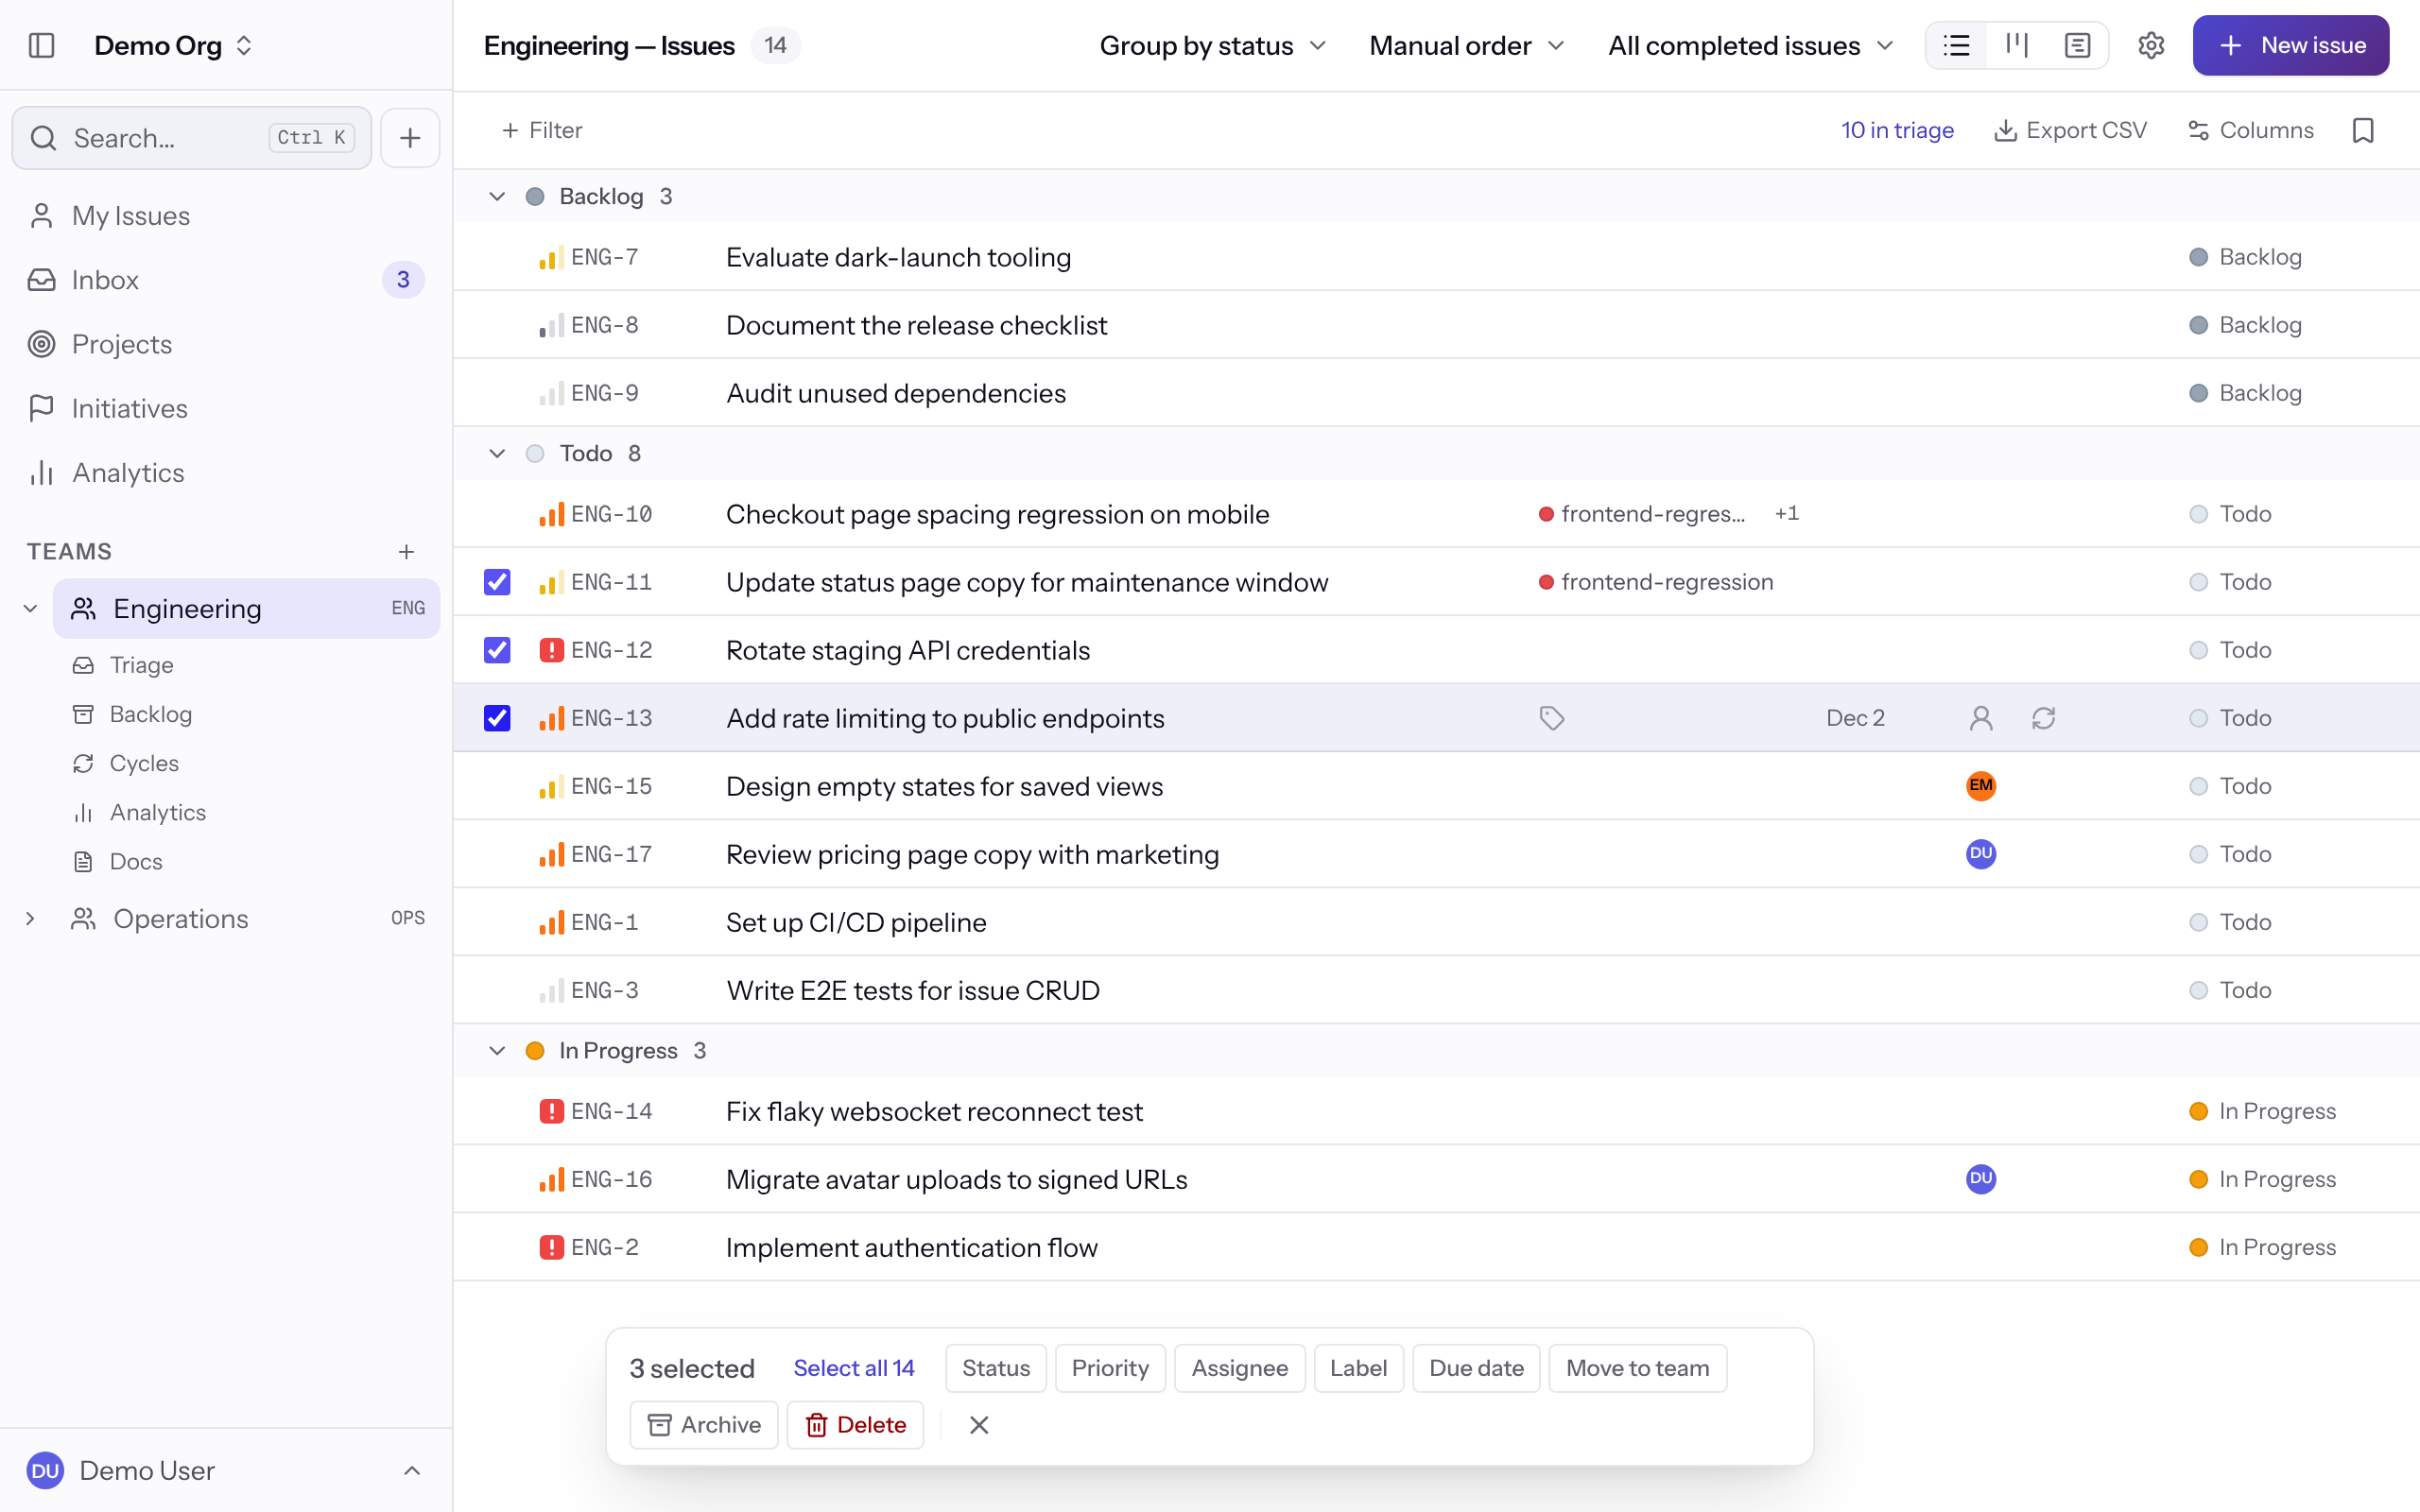 Demo Org
Search...
Ctrl K
My Issues
Inbox
3
Projects
Initiatives
Analytics
TEAMS
Engineering
ENG
Triage
Backlog
Cycles
Analytics
Docs
Operations
OPS
DU
Demo User
Engineering — Issues
14
Group by status
Manual order
All completed issues
New issue
Filter
10 in triage
Export CSV
Columns
Backlog 3
ENG-7 Evaluate dark-launch tooling Backlog
ENG-8 Document the release checklist Backlog
ENG-9 Audit unused dependencies Backlog
Todo 8
ENG-10 Checkout page spacing regression on mobile frontend-regres... +1 Todo
ENG-11 Update status page copy for maintenance window frontend-regression Todo
ENG-12 Rotate staging API credentials Todo
ENG-13 Add rate limiting to public endpoints Dec 2 Todo
ENG-15 Design empty states for saved views EM Todo
ENG-17 Review pricing page copy with marketing DU Todo
ENG-1 Set up CI/CD pipeline Todo
ENG-3 Write E2E tests for issue CRUD Todo
In Progress 3
ENG-14 Fix flaky websocket reconnect test In Progress
ENG-16 Migrate avatar uploads to signed URLs DU In Progress
ENG-2 Implement authentication flow In Progress
3 selected Select all 14 Status Priority Assignee Label Due date Move to team
Archive Delete